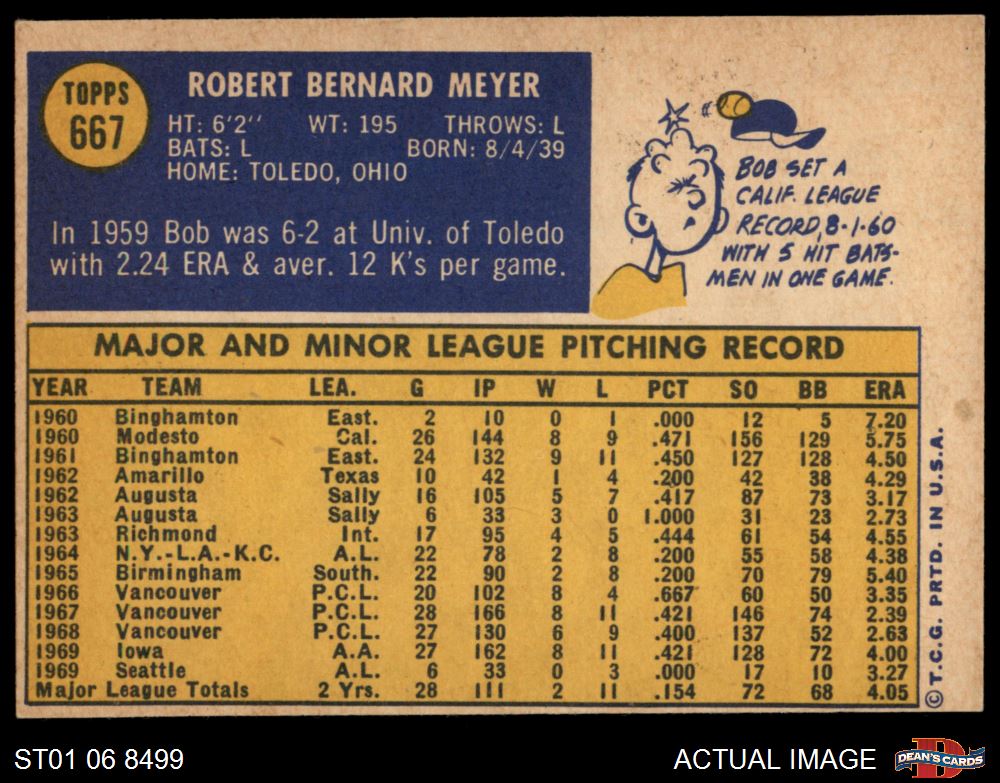 TOPPS
667
ROBERT BERNARD MEYER
HT: 6'2'' WT: 195 THROWS: L
BATS: L BORN: 8/4/39
HOME: TOLEDO, OHIO
In 1959 Bob was 6-2 at Univ. of Toledo
with 2.24 ERA & aver. 12 K's per game.
BOB SET A
CALIF. LEAGUE
RECORD, 8-1-60
WITH 5 HIT BATS-
MEN IN ONE GAME.
MAJOR AND MINOR LEAGUE PITCHING RECORD
YEAR TEAM LEA. G IP W L PCT SO BB ERA
1960 Binghamton East. 2 10 0 1 .000 12 5 7.20
1960 Modesto Cal. 26 144 8 9 .471 156 129 5.75
1961 Binghamton East. 24 132 9 11 .450 127 128 4.50
1962 Amarillo Texas 10 42 1 4 .200 42 38 4.29
1962 Augusta Sally 16 105 5 7 .417 87 73 3.17
1963 Augusta Sally 6 33 3 0 1.000 31 23 2.73
1963 Richmond Int. 17 95 4 5 .444 61 54 4.55
1964 N.Y.-L.A.-K.C. A.L. 22 78 2 8 .200 55 58 4.38
1965 Birmingham South. 22 90 2 8 .200 70 79 5.40
1966 Vancouver P.C.L. 20 102 8 4 .667 60 50 3.35
1967 Vancouver P.C.L. 28 166 8 11 .421 146 74 2.39
1968 Vancouver P.C.L. 27 130 6 9 .400 137 52 2.63
1969 Iowa A.A. 27 162 8 11 .421 128 72 4.00
1969 Seattle A.L. 6 33 0 3 .000 17 10 3.27
Major League Totals 2 Yrs. 28 111 2 11 .154 72 68 4.05
©T.C.G. PRTD. IN U.S.A.
ST01 06 8499
ACTUAL IMAGE
DEAN'S CARDS